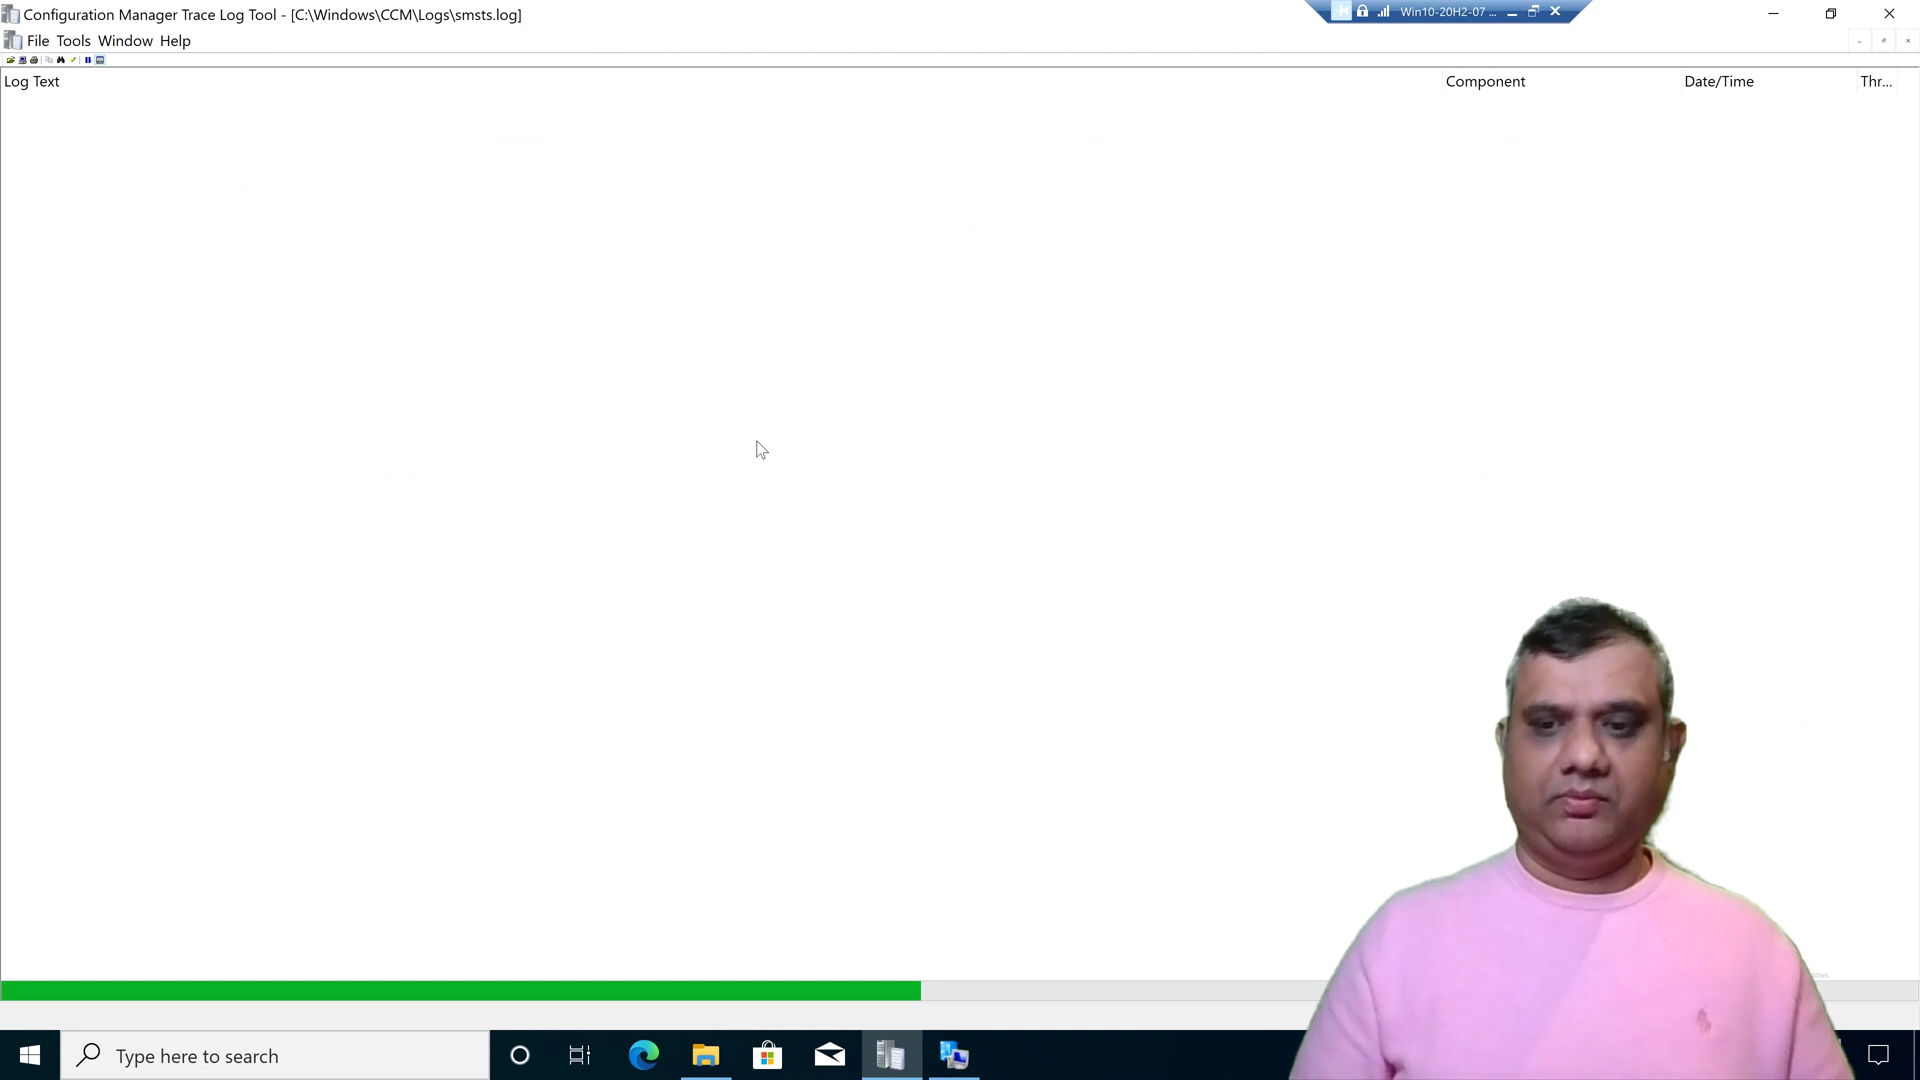 Configuration Manager Trace Log Tool - [C:\Windows\CCM\Logs\smsts.log]
Win10-20H2-07 ...
File Tools Window Help
Log Text Component Date/Time Thr...
Type here to search